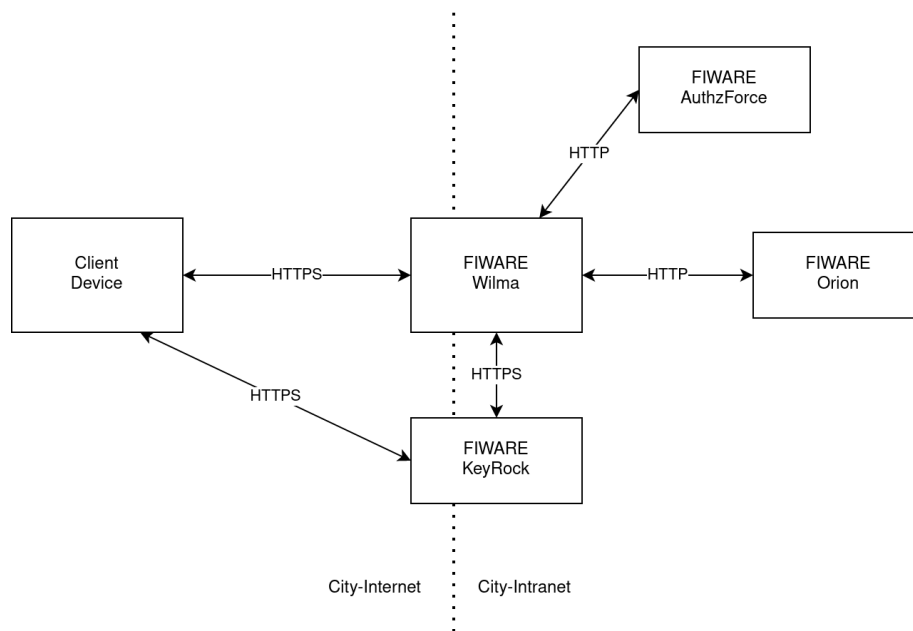 FIWARE
AuthzForce
HTTP
Client
Device
HTTPS
FIWARE
Wilma
HTTP
FIWARE
Orion
HTTPS
HTTPS
FIWARE
KeyRock
City-Internet
City-Intranet